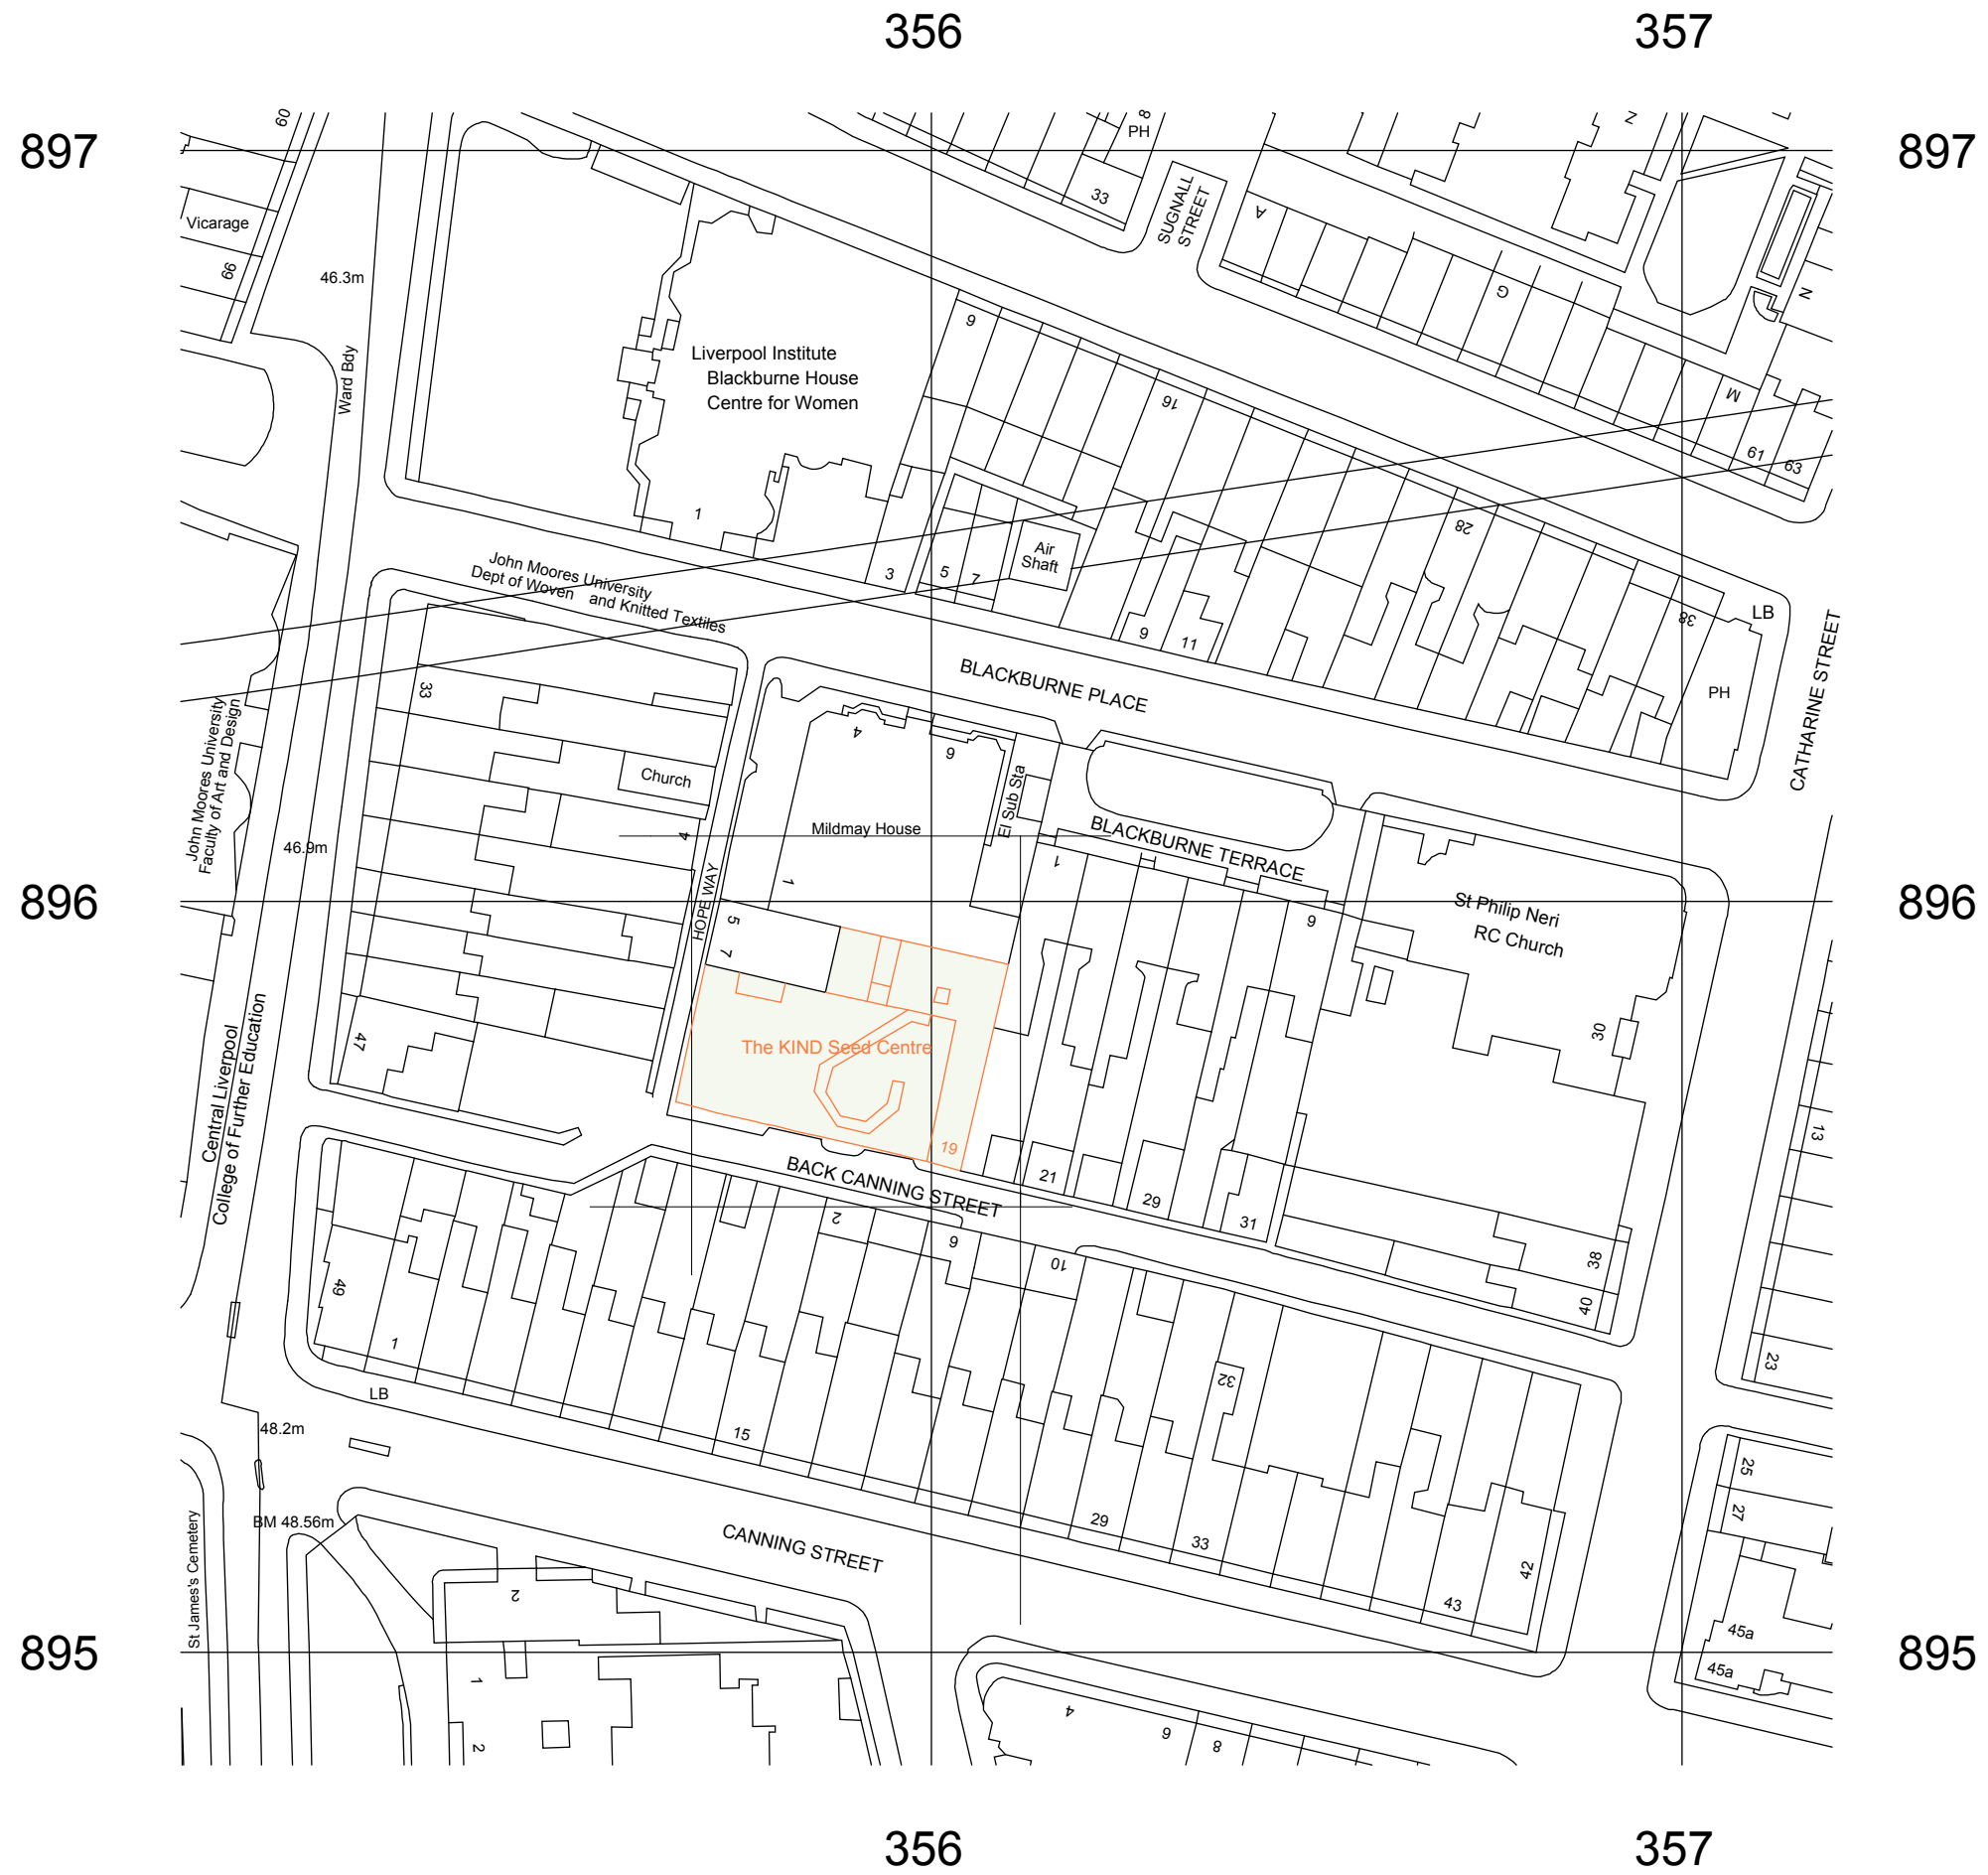 356
357
897
897
60
8
PH
33
SUGNALL
STREET
Z
A
Vicarage
66
46.3m
Ward Bdy
G
N
Liverpool Institute
Blackburne House
Centre for Women
6
16
M
61
63
1
28
Air
Shaft
3
5
7
9
11
38
LB
PH
CATHARINE STREET
John Moores University
Dept of Woven and Knitted Textiles
BLACKBURNE PLACE
33
Church
4
6
El Sub Sta
Mildmay House
4
BLACKBURNE TERRACE
1
John Moores University
Faculty of Art and Design
46.9m
HOPE WAY
1
896
896
5
7
6
St Philip Neri
RC Church
30
47
The KIND Seed Centre
19
Central Liverpool
College of Further Education
BACK CANNING STREET
21
29
31
13
2
6
10
38
40
49
1
23
32
LB
48.2m
15
25
27
29
33
42
43
BM 48.56m
St James's Cemetery
CANNING STREET
2
45a
45a
895
895
1
2
4
6
8
356
357